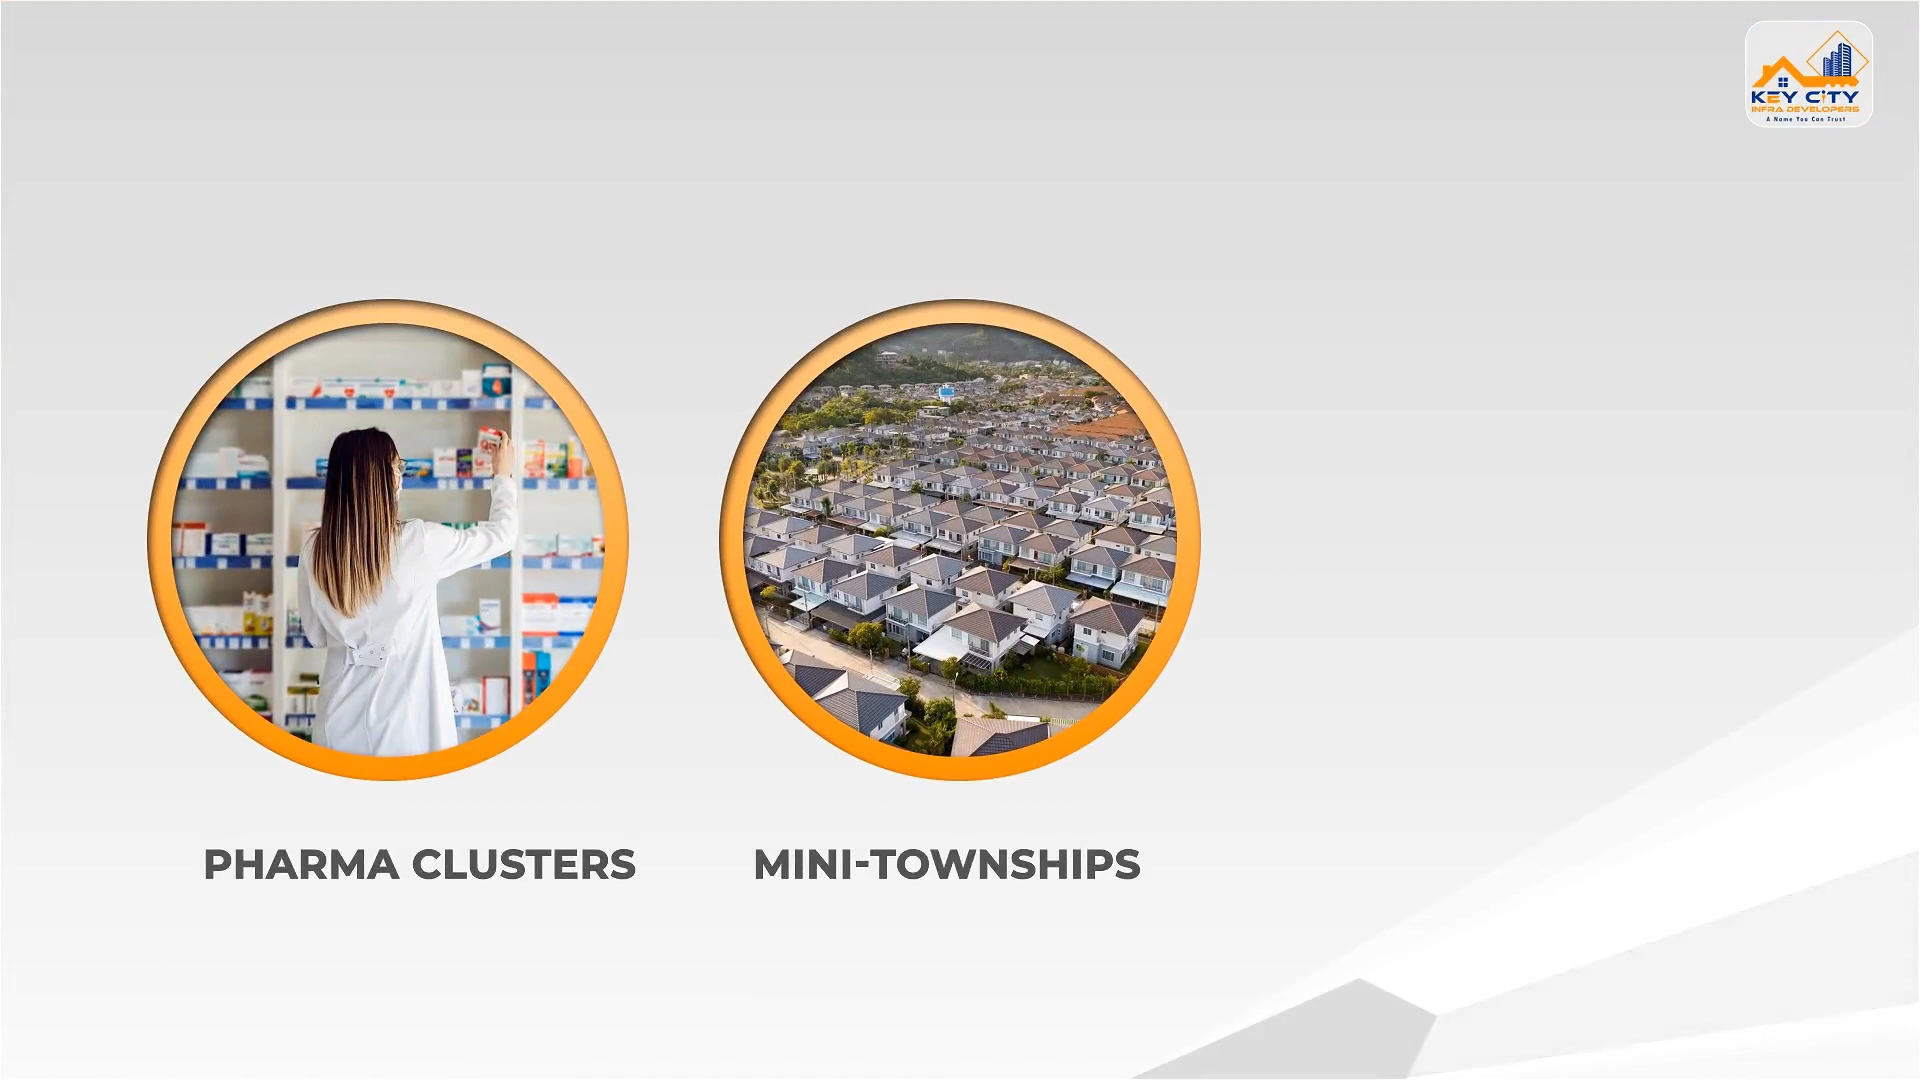 KEY CiTY
INFRA DEVELOPERS
A Name You Can Trust
PHARMA CLUSTERS
MINI-TOWNSHIPS